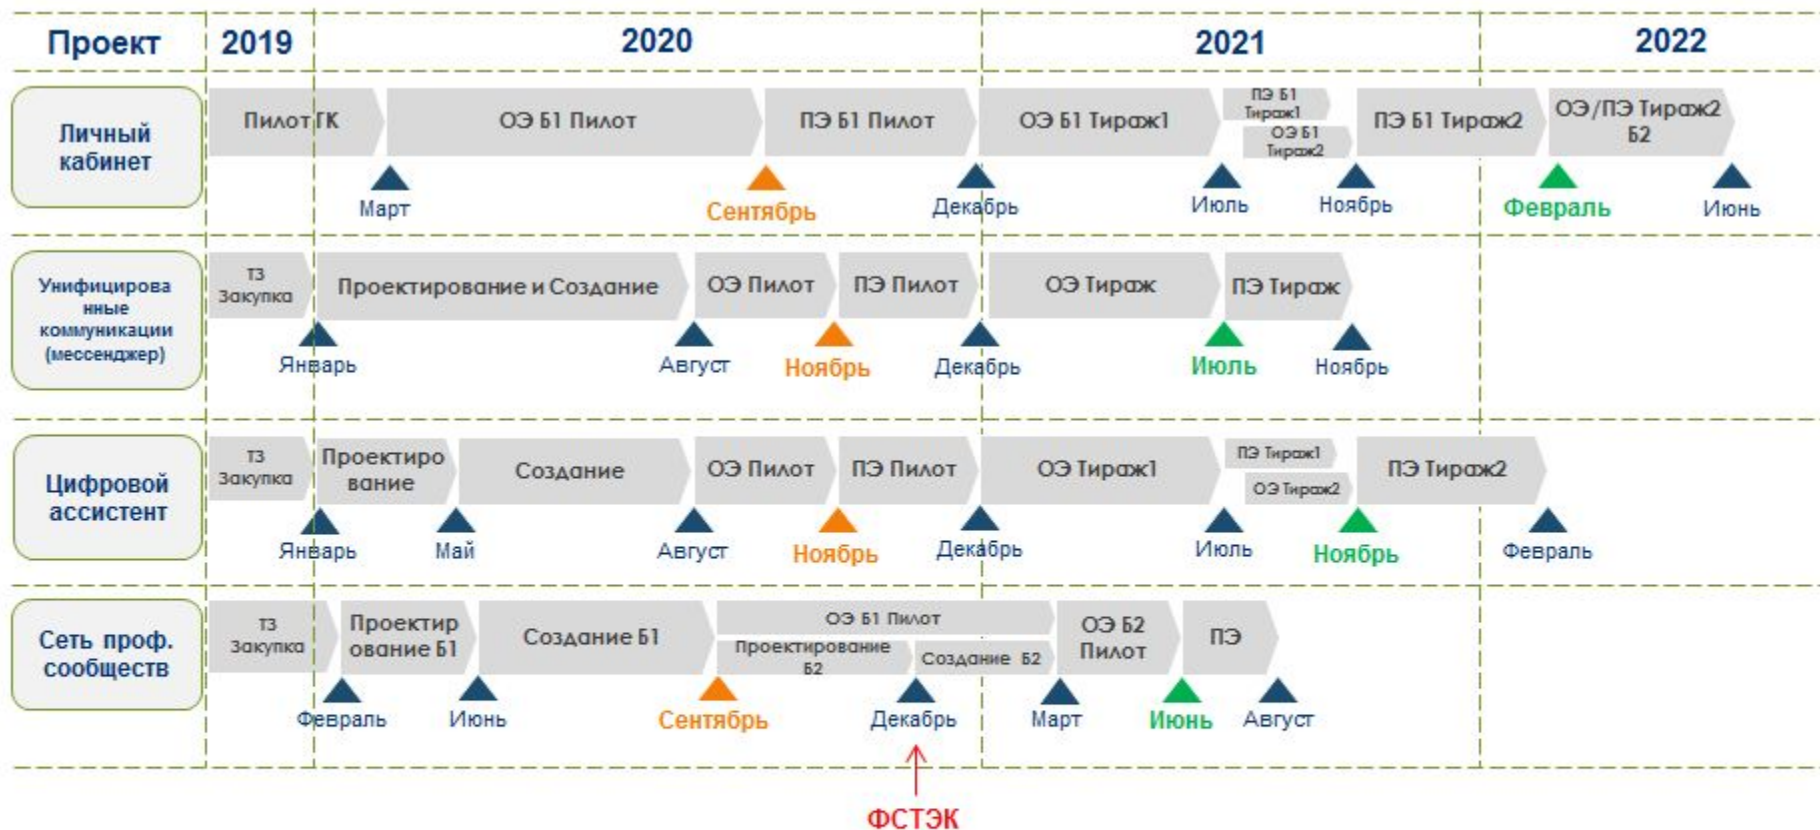 Проект
2019
2020
2021
2022
Личный
кабинет
Пилот ГК
ОЭ Б1 Пилот
ПЭ Б1 Пилот
ОЭ Б1 Тираж1
ПЭ Б1
Тираж1
ОЭ Б1
Тираж2
ПЭ Б1 Тираж2
ОЭ/ПЭ Тираж2
Б2
Март
Сентябрь
Декабрь
Июль
Ноябрь
Февраль
Июнь
Унифицирова
нные
коммуникации
(мессенджер)
ТЗ
Закупка
Проектирование и Создание
ОЭ Пилот
ПЭ Пилот
ОЭ Тираж
ПЭ Тираж
Январь
Август
Ноябрь
Декабрь
Июль
Ноябрь
Цифровой
ассистент
ТЗ
Закупка
Проектиро
вание
Создание
ОЭ Пилот
ПЭ Пилот
ОЭ Тираж1
ПЭ Тираж1
ОЭ Тираж2
ПЭ Тираж2
Январь
Май
Август
Ноябрь
Декабрь
Июль
Ноябрь
Февраль
Сеть проф.
сообществ
ТЗ
Закупка
Проектир
ование Б1
Создание Б1
ОЭ Б1 Пилот
Проектирование
Б2
Создание Б2
ОЭ Б2
Пилот
ПЭ
Февраль
Июнь
Сентябрь
Декабрь
Март
Июнь
Август
ФСТЭК